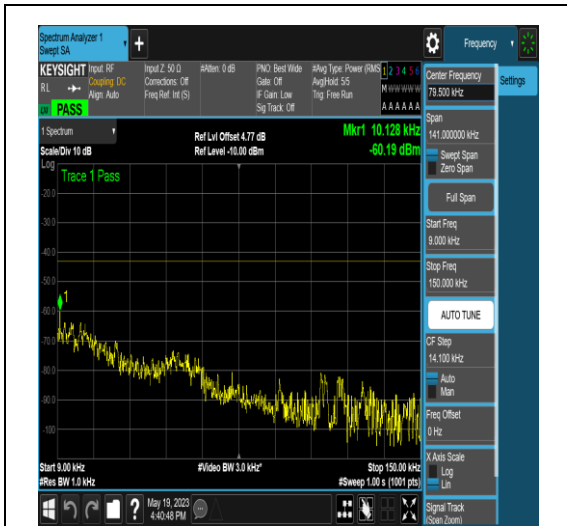 Spectrum Analyzer 1
Swept SA
+
Frequency
KEYSIGHT
RL
PASS
Input: RF
Coupling: DC
Align: Auto
Input Z: 50 Ω
Corrections: Off
Freq Ref: Int (S)
#Atten: 0 dB
PNO: Best Wide
Gate: Off
IF Gain: Low
Sig Track: Off
#Avg Type: Power (RMS
Avg|Hold: 5/5
Trig: Free Run
1 2 3 4 5 6
M W W W W W
A A A A A A
1 Spectrum
Scale/Div 10 dB
Ref Lvl Offset 4.77 dB
Ref Level -10.00 dBm
Mkr1 10.128 kHz
-60.19 dBm
Log
Trace 1 Pass
-20.0
-30.0
-40.0
-50.0
1
-60.0
-70.0
-80.0
-90.0
-100
Start 9.00 kHz
#Res BW 1.0 kHz
#Video BW 3.0 kHz*
Stop 150.00 kHz
#Sweep 1.00 s (1001 pts)
May 19, 2023
4:40:48 PM
?
Center Frequency
79.500 kHz
Settings
Span
141.000000 kHz
Swept Span
Zero Span
Full Span
Start Freq
9.000 kHz
Stop Freq
150.000 kHz
AUTO TUNE
CF Step
14.100 kHz
Auto
Man
Freq Offset
0 Hz
X Axis Scale
Log
Lin
Signal Track
(Span Zoom)